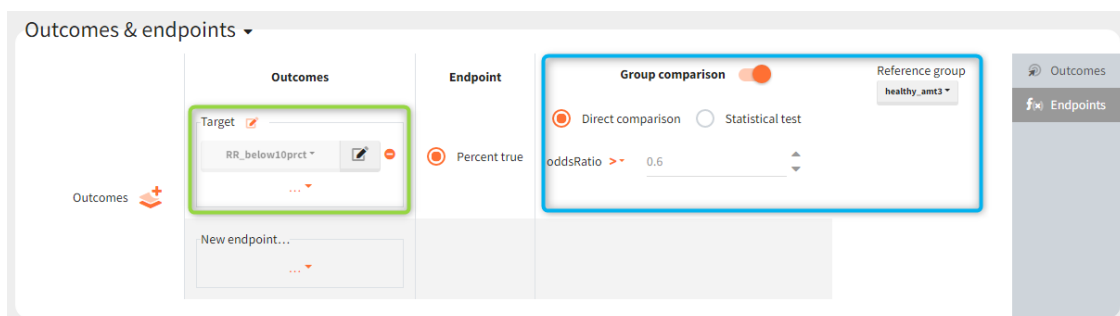 Outcomes & endpoints
Outcomes
Endpoint
Group comparison
Reference group
healthy_amt3
Outcomes
Endpoints
Target
RR_below10prct
...
Percent true
Direct comparison
Statistical test
oddsRatio > 0.6
Outcomes
New endpoint...
...